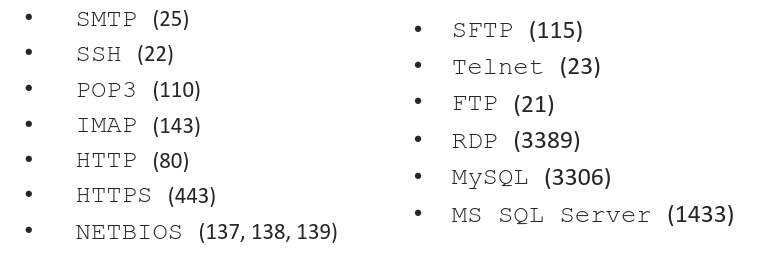 • SMTP (25)
• SSH (22)
• POP3 (110)
• IMAP (143)
• HTTP (80)
• HTTPS (443)
• NETBIOS (137, 138, 139)
• SFTP (115)
• Telnet (23)
• FTP (21)
• RDP (3389)
• MySQL (3306)
• MS SQL Server (1433)